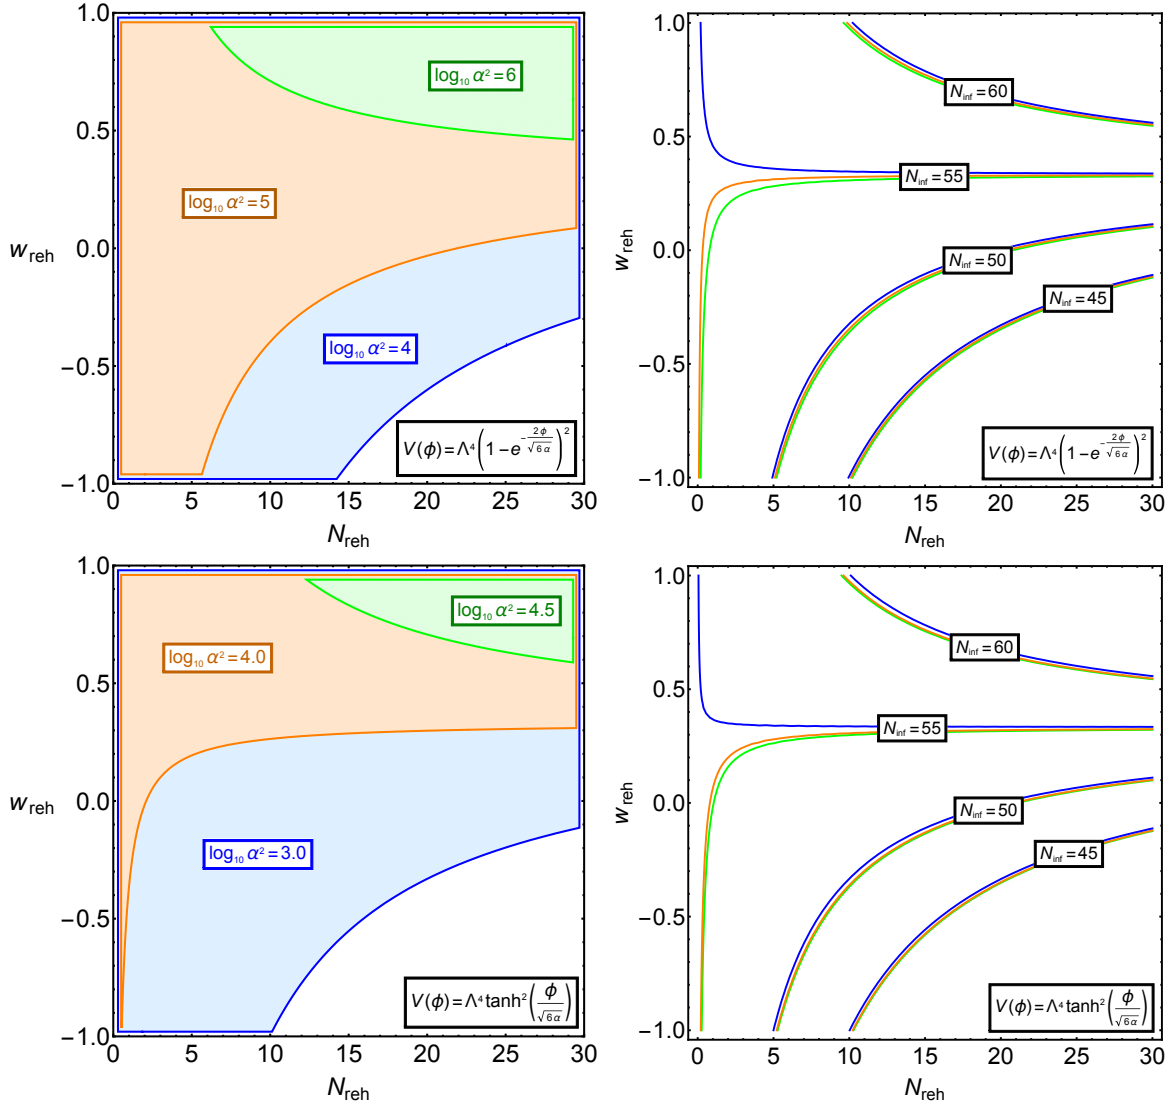 1.0
0.5
0.0
−0.5
−1.0
w_reh
0 5 10 15 20 25 30
N_reh
log₁₀ α² = 6
log₁₀ α² = 5
log₁₀ α² = 4
V(ϕ) = Λ⁴ (1 − e^(−2ϕ/√(6α)))²
1.0
0.5
0.0
−0.5
−1.0
w_reh
0 5 10 15 20 25 30
N_reh
N_inf = 60
N_inf = 55
N_inf = 50
N_inf = 45
V(ϕ) = Λ⁴ (1 − e^(−2ϕ/√(6α)))²
1.0
0.5
0.0
−0.5
−1.0
w_reh
0 5 10 15 20 25 30
N_reh
log₁₀ α² = 4.5
log₁₀ α² = 4.0
log₁₀ α² = 3.0
V(ϕ) = Λ⁴ tanh² (ϕ/√(6α))
1.0
0.5
0.0
−0.5
−1.0
w_reh
0 5 10 15 20 25 30
N_reh
N_inf = 60
N_inf = 55
N_inf = 50
N_inf = 45
V(ϕ) = Λ⁴ tanh² (ϕ/√(6α))